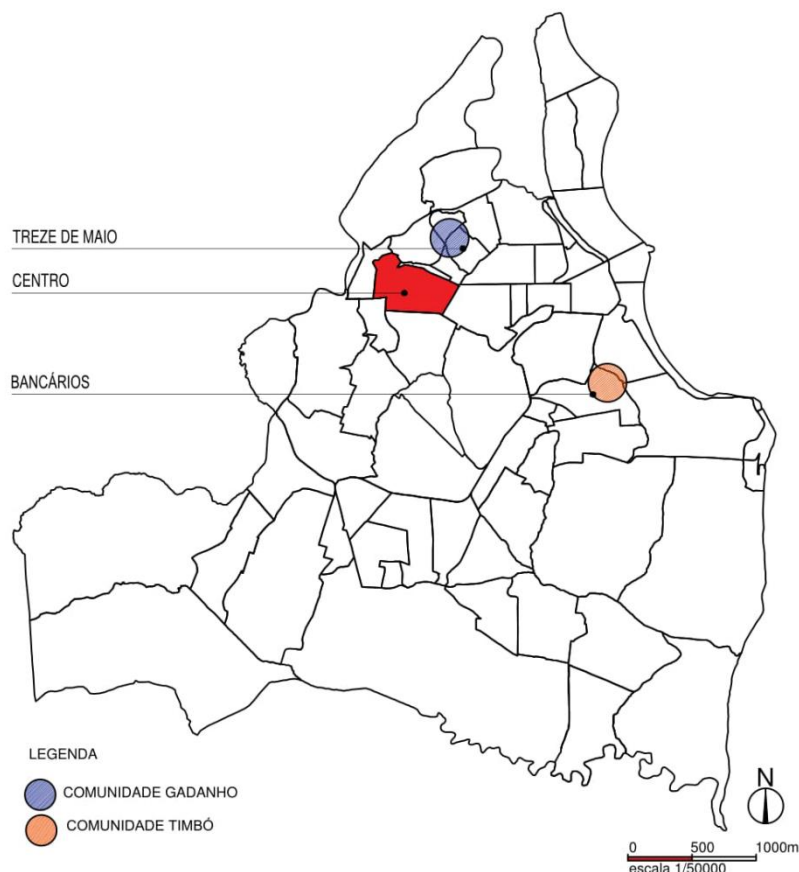 TREZE DE MAIO
CENTRO
BANCÁRIOS
LEGENDA
COMUNIDADE GADANHO
COMUNIDADE TIMBÓ
N
0 500 1000m
escala 1/50000